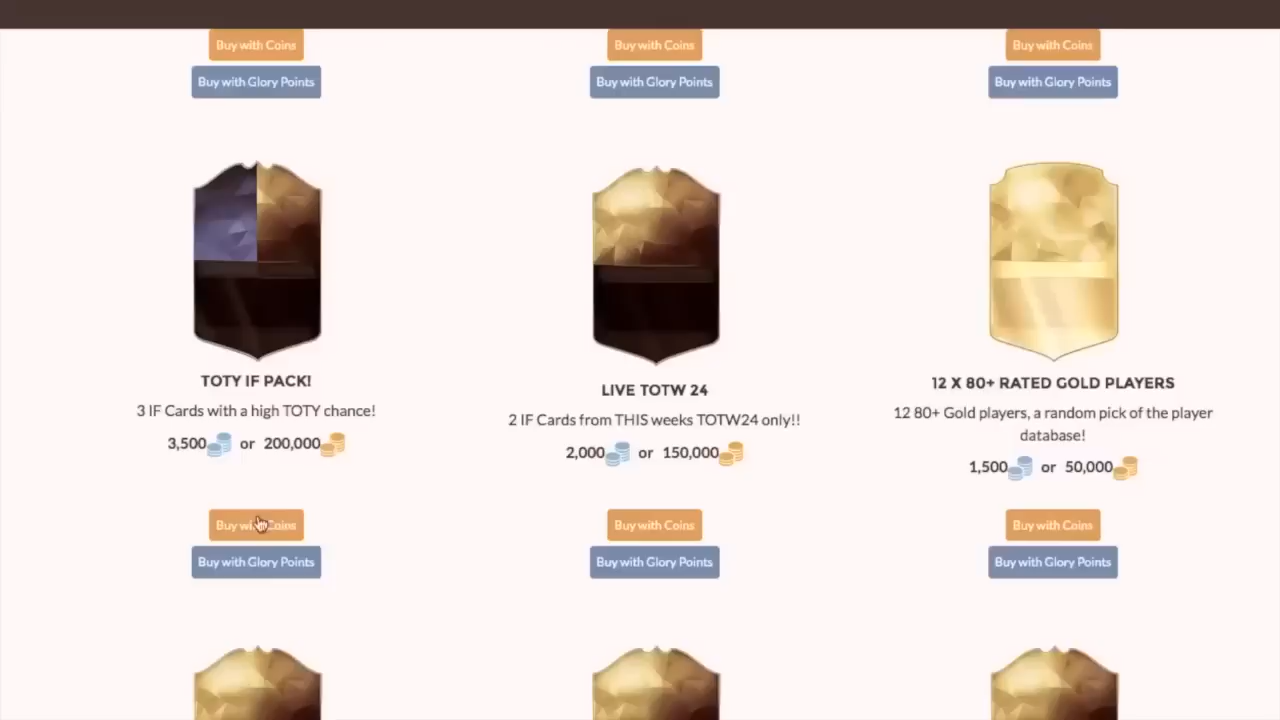 Buy with Coins
Buy with Coins
Buy with Coins
Buy with Glory Points
Buy with Glory Points
Buy with Glory Points
TOTY IF PACK!
3 IF Cards with a high TOTY chance!
3,500 or 200,000
LIVE TOTW 24
2 IF Cards from THIS weeks TOTW24 only!!
2,000 or 150,000
12 X 80+ RATED GOLD PLAYERS
12 80+ Gold players, a random pick of the player
database!
1,500 or 50,000
Buy with Coins
Buy with Coins
Buy with Coins
Buy with Glory Points
Buy with Glory Points
Buy with Glory Points